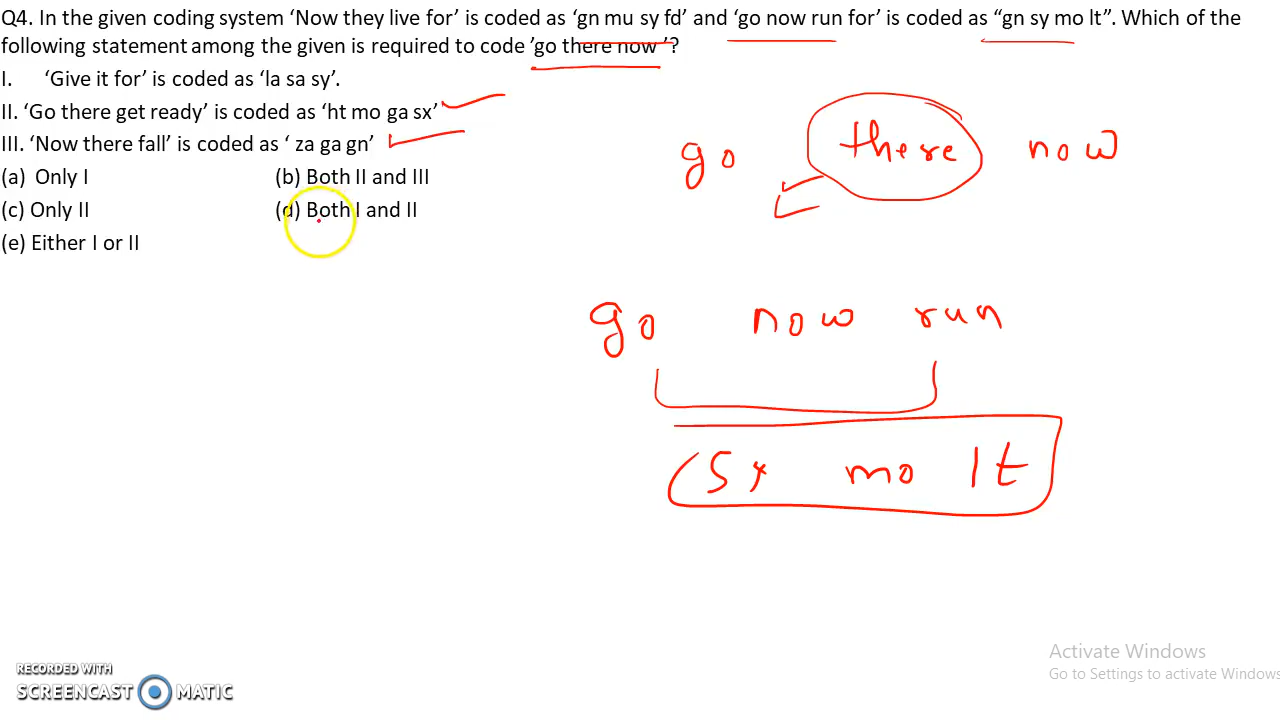 Q4. In the given coding system ‘Now they live for’ is coded as ‘gn mu sy fd’ and ‘go now run for’ is coded as “gn sy mo lt”. Which of the
following statement among the given is required to code ’go there now ’?
I. ‘Give it for’ is coded as ‘la sa sy’.
II. ‘Go there get ready’ is coded as ‘ht mo ga sx’
III. ‘Now there fall’ is coded as ‘ za ga gn’
(a) Only I (b) Both II and III
(c) Only II (d) Both I and II
(e) Either I or II
go there now
go now run
sx mo lt
Activate Windows
Go to Settings to activate Windows
RECORDED WITH
SCREENCAST MATIC